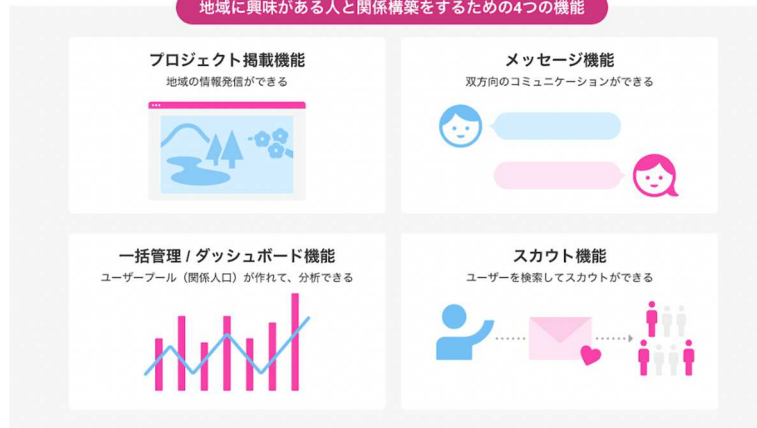 地域に興味がある人と関係構築をするための4つの機能
プロジェクト掲載機能
地域の情報発信ができる
メッセージ機能
双方向のコミュニケーションができる
一括管理 / ダッシュボード機能
ユーザープール（関係人口）が作れて、分析できる
スカウト機能
ユーザーを検索してスカウトができる